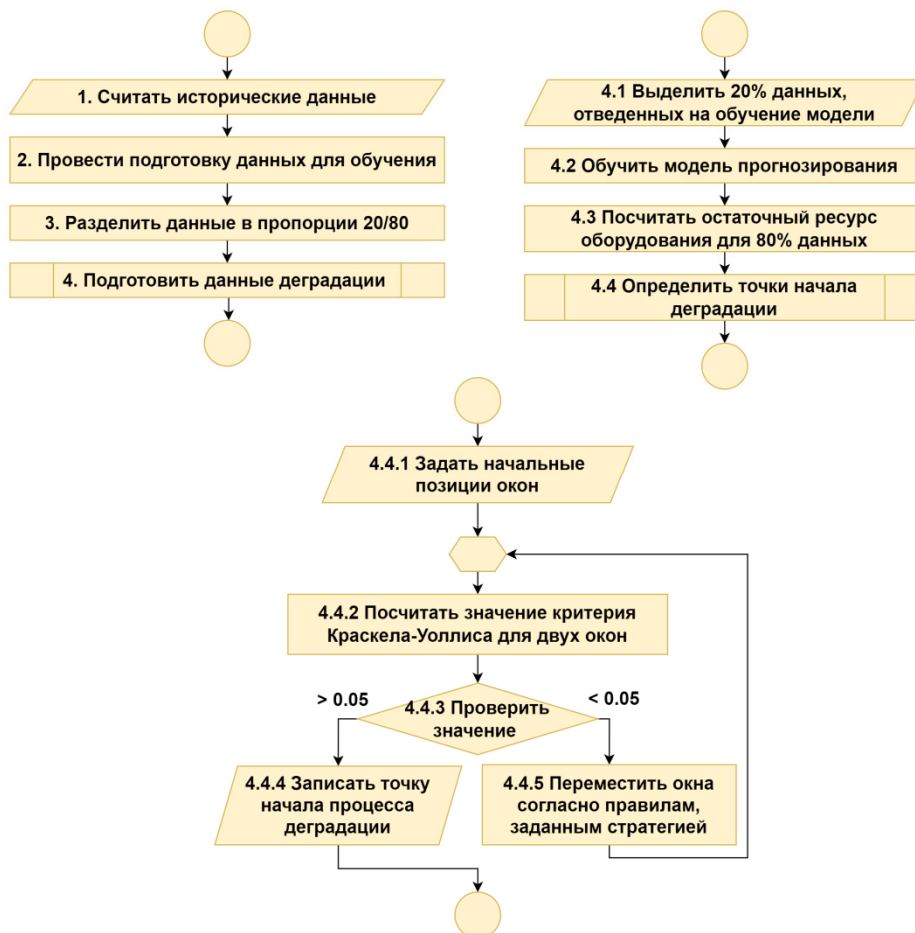 1. Считать исторические данные
2. Провести подготовку данных для обучения
3. Разделить данные в пропорции 20/80
4. Подготовить данные деградации
4.1 Выделить 20% данных,
отведенных на обучение модели
4.2 Обучить модель прогнозирования
4.3 Посчитать остаточный ресурс
оборудования для 80% данных
4.4 Определить точки начала
деградации
4.4.1 Задать начальные
позиции окон
4.4.2 Посчитать значение критерия
Краскела-Уоллиса для двух окон
> 0.05
4.4.3 Проверить
значение
< 0.05
4.4.4 Записать точку
начала процесса
деградации
4.4.5 Переместить окна
согласно правилам,
заданным стратегией